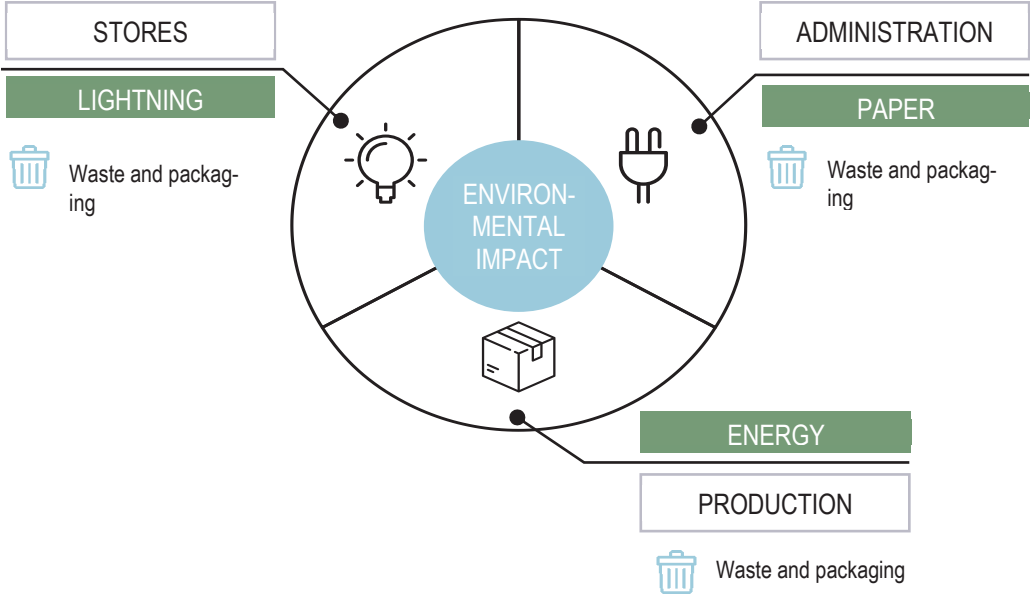 STORES
LIGHTNING
Waste and packag-
ing
ADMINISTRATION
PAPER
Waste and packag-
ing
ENVIRON-
MENTAL
IMPACT
ENERGY
PRODUCTION
Waste and packaging